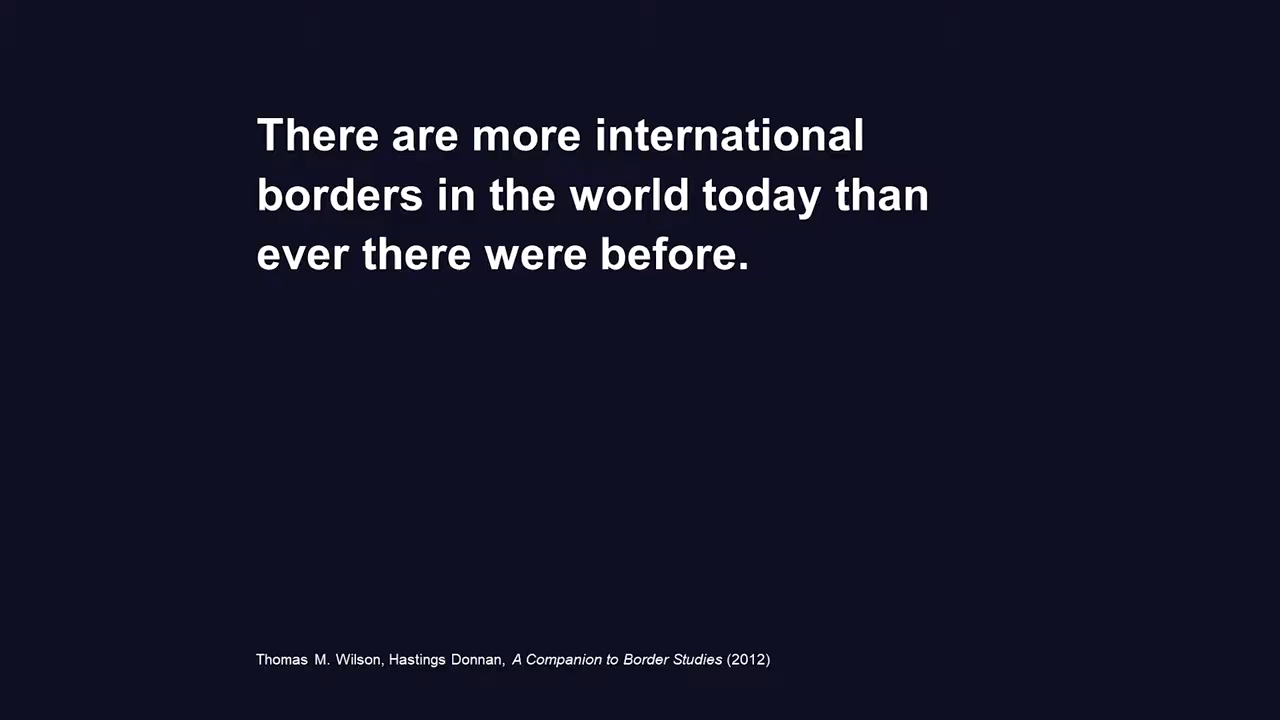 There are more international
borders in the world today than
ever there were before.
Thomas M. Wilson, Hastings Donnan, A Companion to Border Studies (2012)